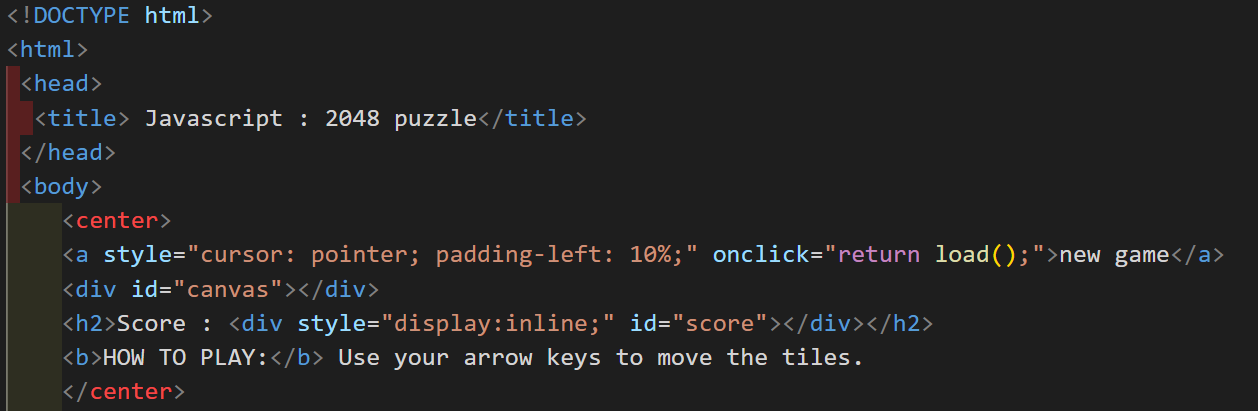 <!DOCTYPE html>
<html>
<head>
<title> Javascript : 2048 puzzle</title>
</head>
<body>
<center>
<a style="cursor: pointer; padding-left: 10%;" onclick="return load();">new game</a>
<div id="canvas"></div>
<h2>Score : <div style="display:inline;" id="score"></div></h2>
<b>HOW TO PLAY:</b> Use your arrow keys to move the tiles.
</center>